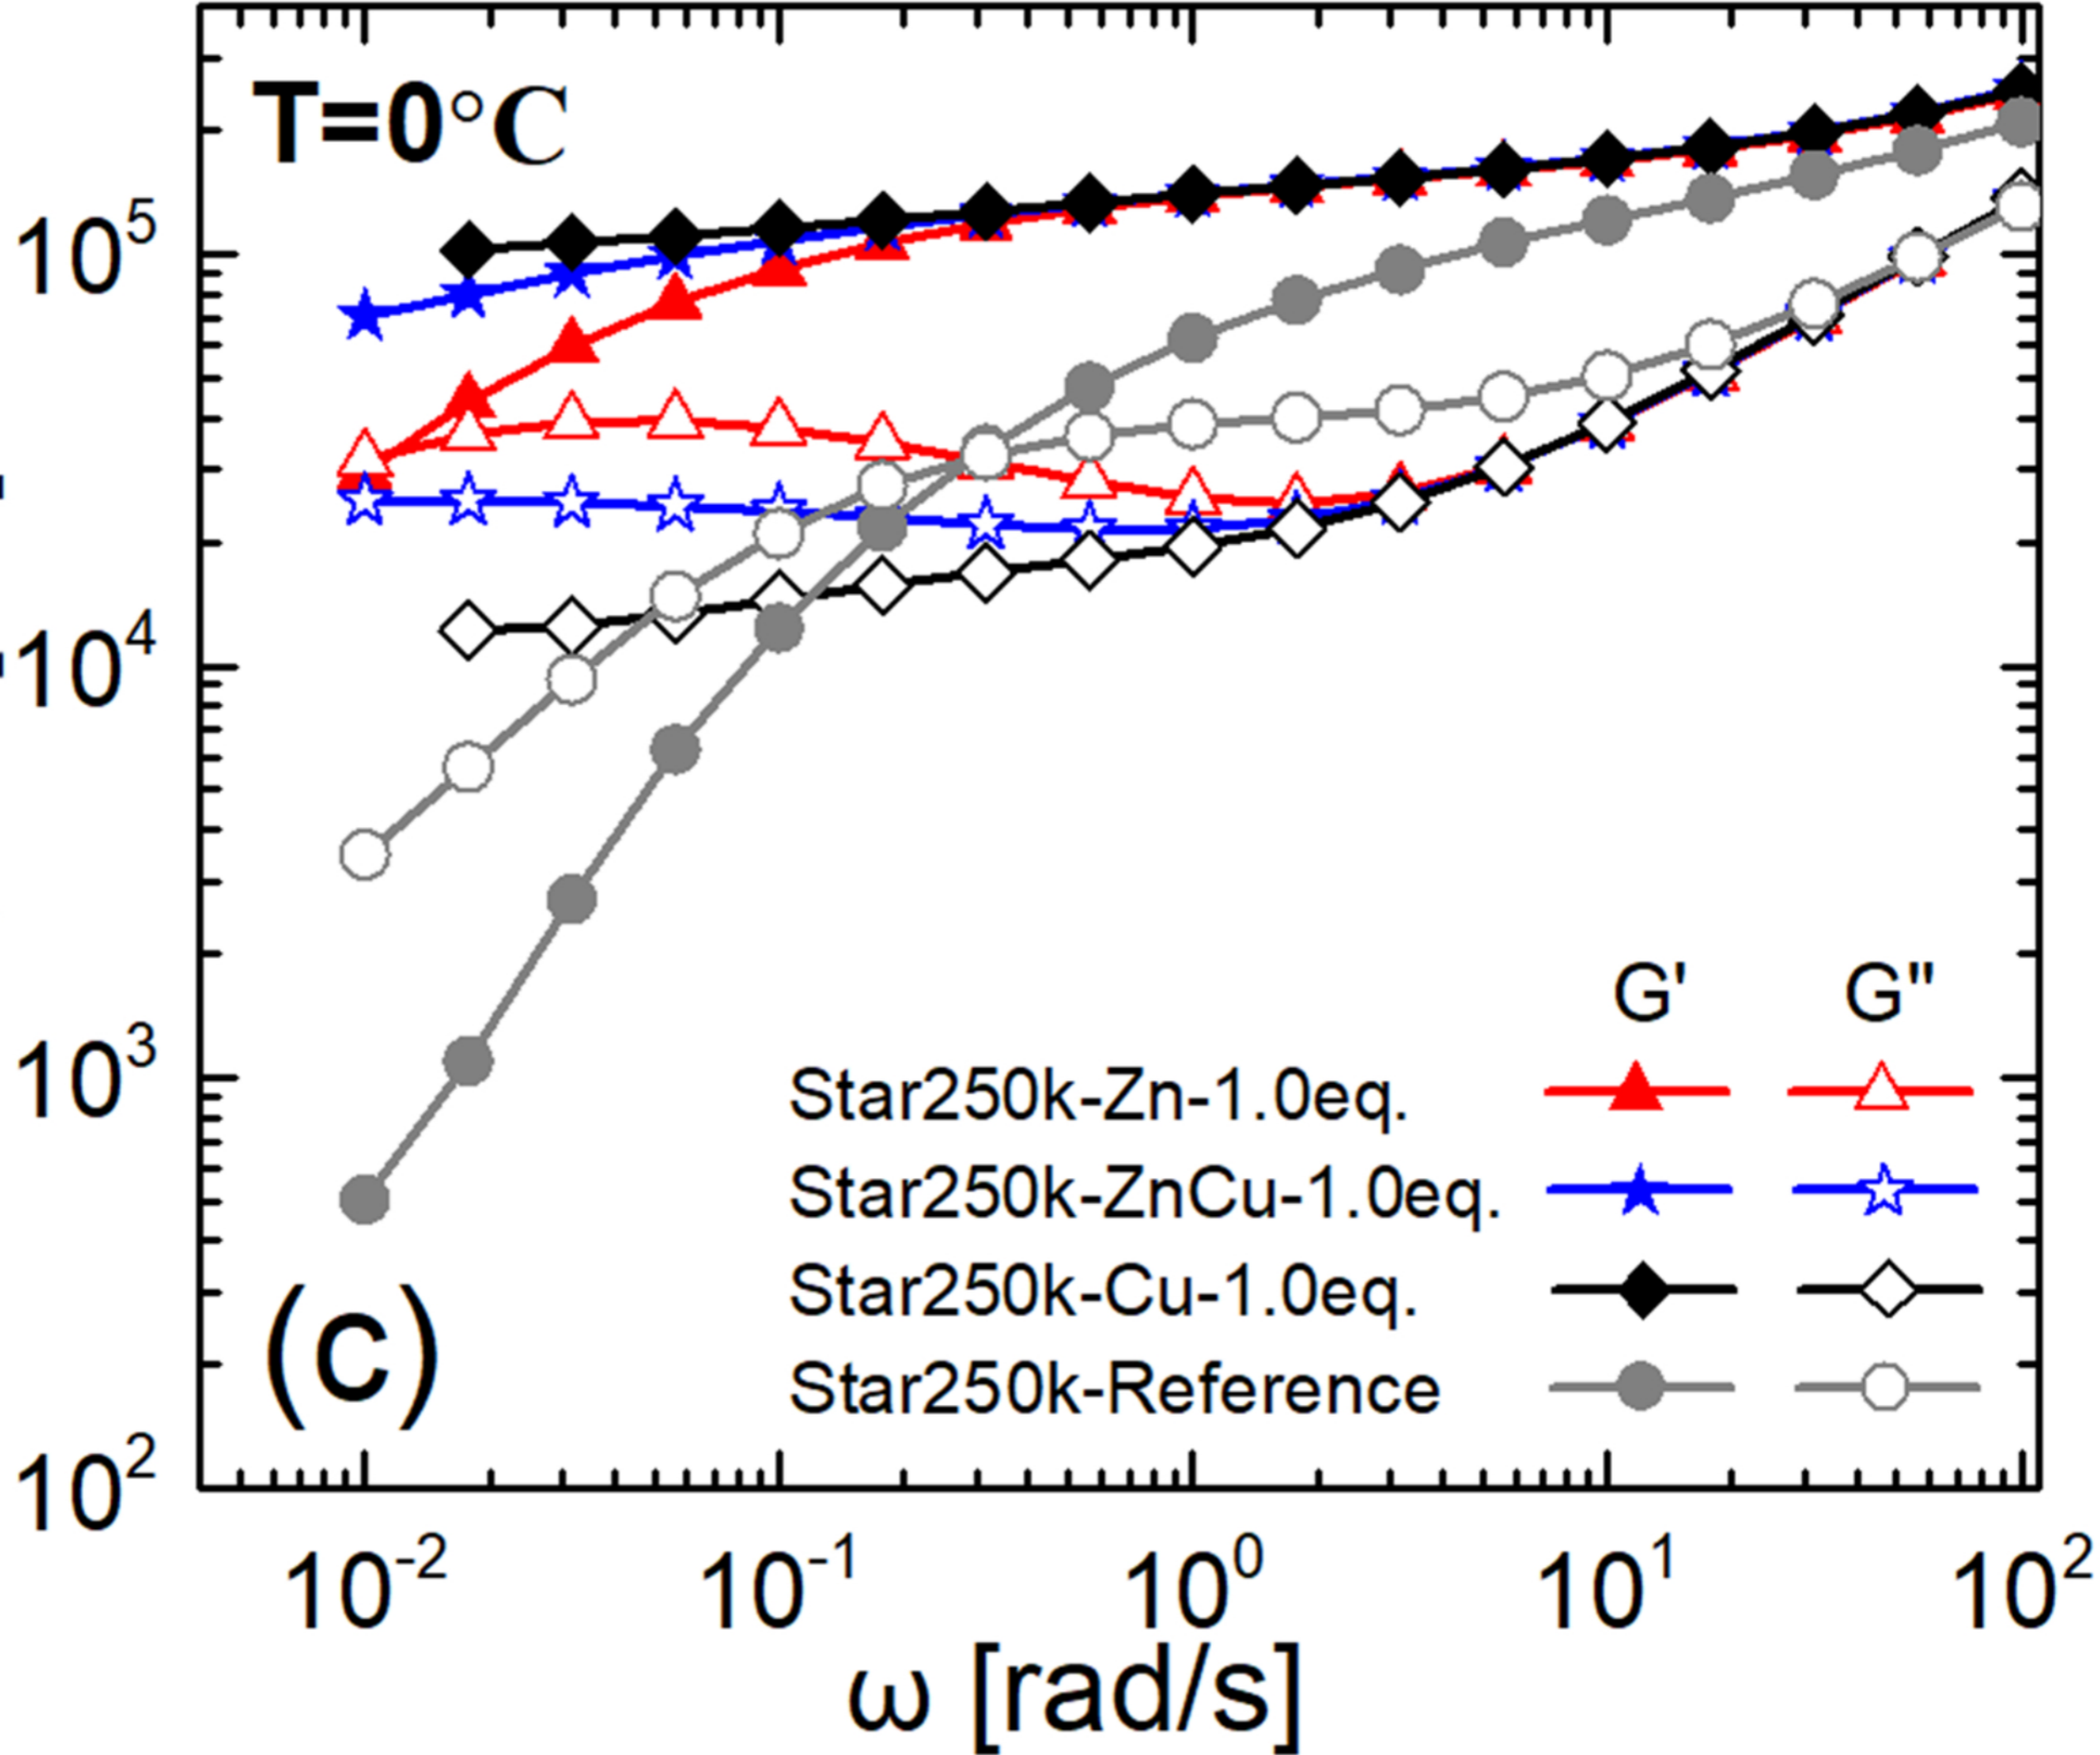 T=0°C
10^5
10^4
10^3
10^2
G' G"
Star250k-Zn-1.0eq.
Star250k-ZnCu-1.0eq.
Star250k-Cu-1.0eq.
Star250k-Reference
(c)
10^-2 10^-1 10^0 10^1 10^2
ω [rad/s]